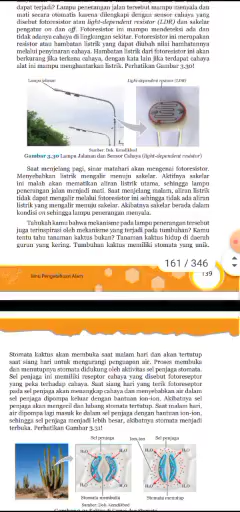 dapat terjadi? Lampu penerangan jalan tersebut mampu menyala dan
mati secara otomatis karena dilengkapi dengan sensor cahaya yang
disebut fotoresistor atau light-dependent resistor (LDR) dan sakelar
pengatur on dan off. Fotoresistor ini mampu mendeteksi ada dan
tidak adanya cahaya di lingkungan sekitar. Fotoresistor ini merupakan
resistor atau hambatan listrik yang dapat diubah nilai hambatannya
melalui penyinaran cahaya. Hambatan listrik dari fotoresistor ini akan
berkurang jika terkena cahaya, dengan kata lain jika terdapat cahaya
alat ini mampu menghantarkan listrik. Perhatikan Gambar 3.30!
Lampu jalanan
Light-dependent resistor (LDR)
Sumber: Dok. Kemdikbud
Gambar 3.30 Lampu Jalanan dan Sensor Cahaya (light-dependent resistor)
Saat menjelang pagi, sinar matahari akan mengenai fotoresistor.
Menyebabkan listrik mengalir menuju sakelar. Aktifnya sakelar
ini malah akan mematikan aliran listrik utama, sehingga lampu
penerangan jalan menjadi mati. Saat menjelang malam, aliran listrik
tidak dapat mengalir melalui fotoresistor ini sehingga tidak ada aliran
listrik yang mengalir menuju sakelar. Akibatnya sakelar berada dalam
kondisi on sehingga lampu penerangan menyala.
Tahukah kamu bahwa mekanisme pada lampu penerangan tersebut
juga terinspirasi oleh mekanisme yang terjadi pada tumbuhan? Kamu
tentu tahu tanaman kaktus bukan? Tanaman kaktus hidup di daerah
gurun yang kering. Tumbuhan kaktus memiliki stomata yang unik.
161 / 346
Ilmu Pengetahuan Alam
139
Stomata kaktus akan membuka saat malam hari dan akan tertutup
saat siang hari untuk mengurangi penguapan air. Proses membuka
dan menutupnya stomata didukung oleh aktivitas sel penjaga stomata.
Sel penjaga ini memiliki reseptor cahaya yang disebut fotoreseptor
yang peka terhadap cahaya. Saat siang hari yang terik fotoreseptor
pada sel penjaga akan menangkap cahaya dan menyebabkan air dalam
sel penjaga dipompa keluar dengan bantuan ion-ion. Akibatnya sel
penjaga akan mengecil dan lubang stomata tertutup. Saat malam hari,
air dipompa lagi masuk ke dalam sel penjaga dengan bantuan ion-ion,
sehingga sel penjaga menjadi lebih besar, akibatnya stomata menjadi
terbuka. Perhatikan Gambar 3.31!
Sel penjaga
Ion-ion
Sel penjaga
H₂O
H₂O
H₂O
H₂O
H₂O
H₂O
H₂O
H₂O
Stomata membuka
Stomata menutup
Sumber: Dok. Kemdikbud